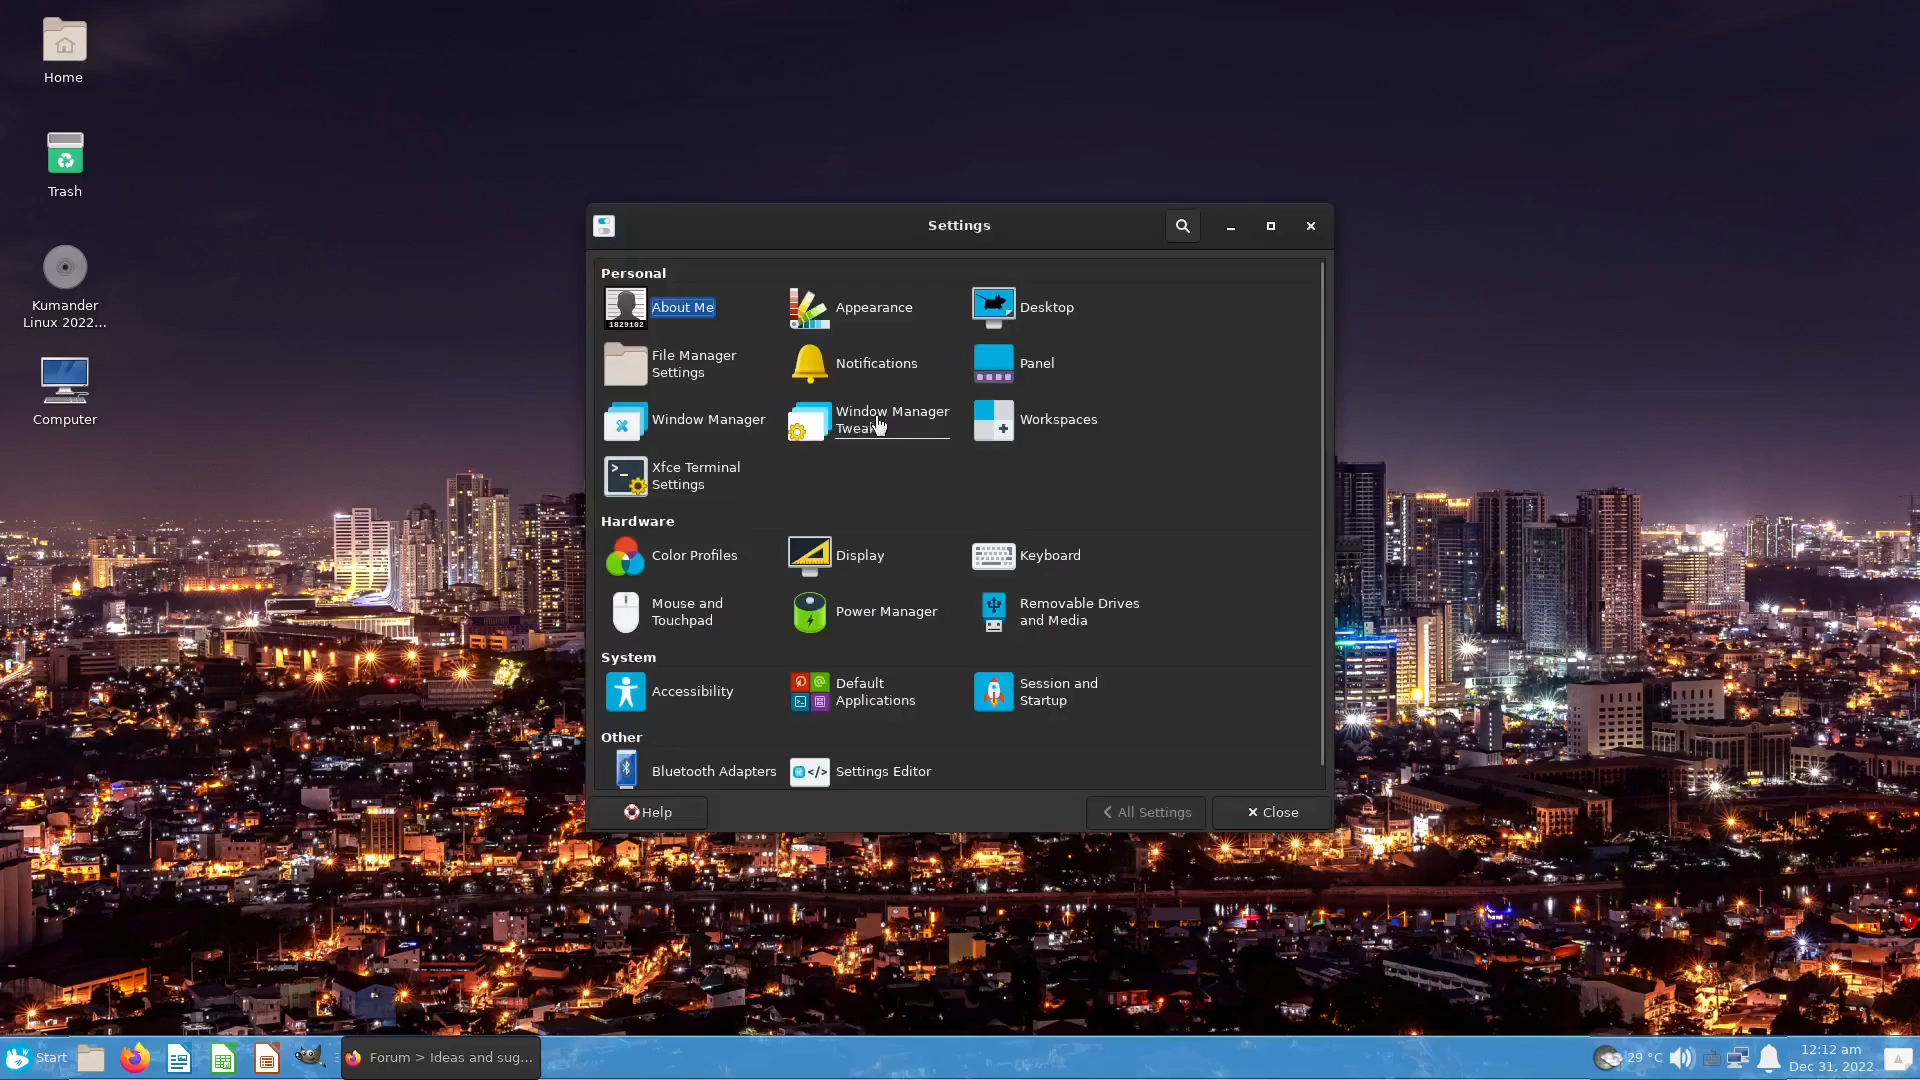 Home
Trash
Kumander
Linux 2022...
Computer
Settings
Personal
About Me
1829102
Appearance
Desktop
File Manager
Settings
Notifications
Panel
Window Manager
Window Manager
Tweaks
Workspaces
Xfce Terminal
Settings
Hardware
Color Profiles
Display
Keyboard
Mouse and
Touchpad
Power Manager
Removable Drives
and Media
System
Accessibility
Default
Applications
Session and
Startup
Other
Bluetooth Adapters
Settings Editor
Help
All Settings
Close
Start
Forum > Ideas and sug...
29 °C
12:12 am
Dec 31, 2022